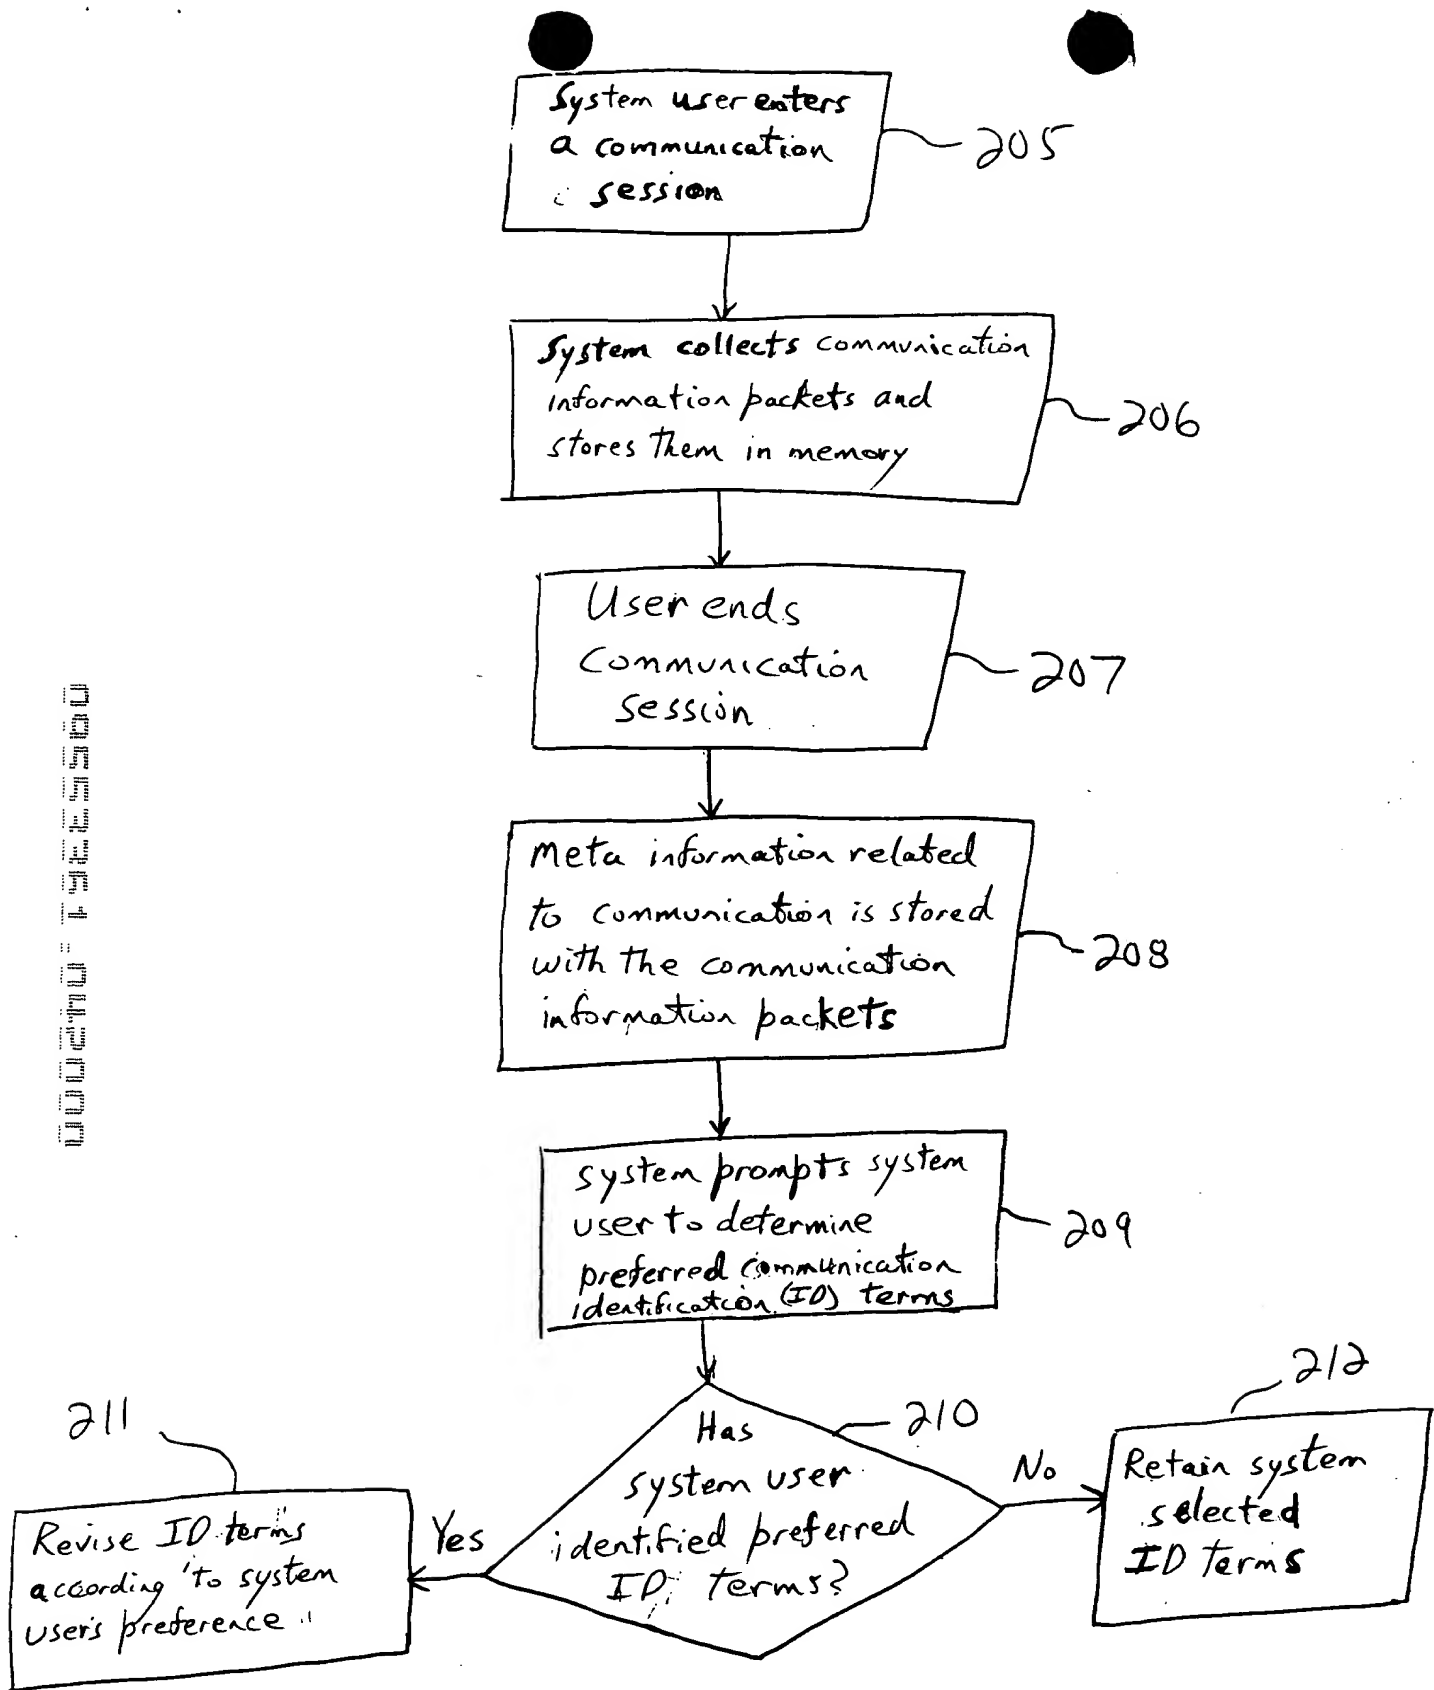 System user enters
a communication
session
205
System collects communication
information packets and
stores them in memory
206
User ends
Communication
session
207
Meta information related
to communication is stored
with the communication
information packets
208
System prompts system
user to determine
preferred communication
identification (ID) terms
209
Has
system user
identified preferred
ID terms?
210
Yes
No
211
Revise ID terms
according to system
user's preference
212
Retain system
selected
ID terms
09553361.042000